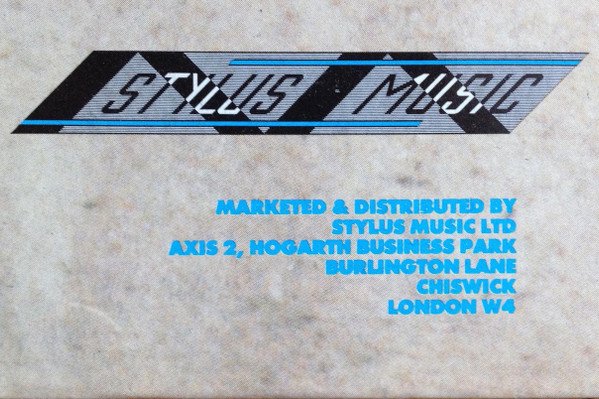 STYLUS MUSIC
MARKETED & DISTRIBUTED BY
STYLUS MUSIC LTD
AXIS 2, HOGARTH BUSINESS PARK
BURLINGTON LANE
CHISWICK
LONDON W4